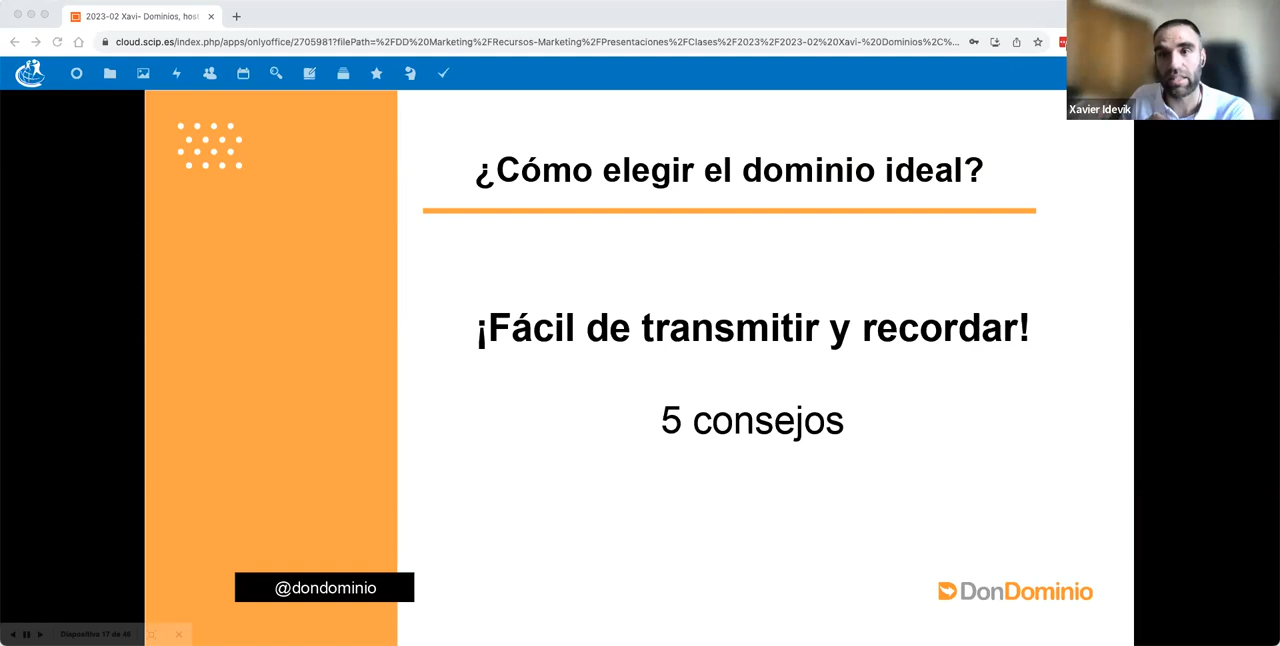 2023-02 Xavi- Dominios, host
cloud.scip.es/index.php/apps/onlyoffice/2705981?filePath=%2FDD%20Marketing%2FRecursos-Marketing%2FPresentaciones%2FClases%2F2023%2F2023-02%20Xavi-%20Dominios%2C%...
Xavier Idevik
¿Cómo elegir el dominio ideal?
¡Fácil de transmitir y recordar!
5 consejos
@dondominio
DonDominio
Diapositiva 17 de 46